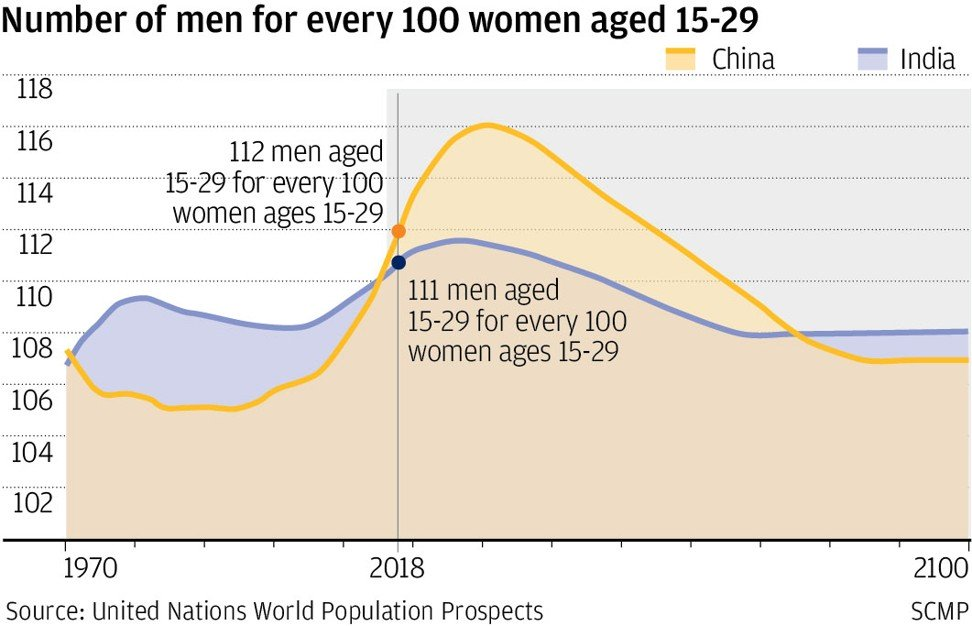 Number of men for every 100 women aged 15-29
China
India
118
116
114
112
110
108
106
104
102
112 men aged
15-29 for every 100
women ages 15-29
111 men aged
15-29 for every 100
women ages 15-29
1970
2018
2100
Source: United Nations World Population Prospects
SCMP